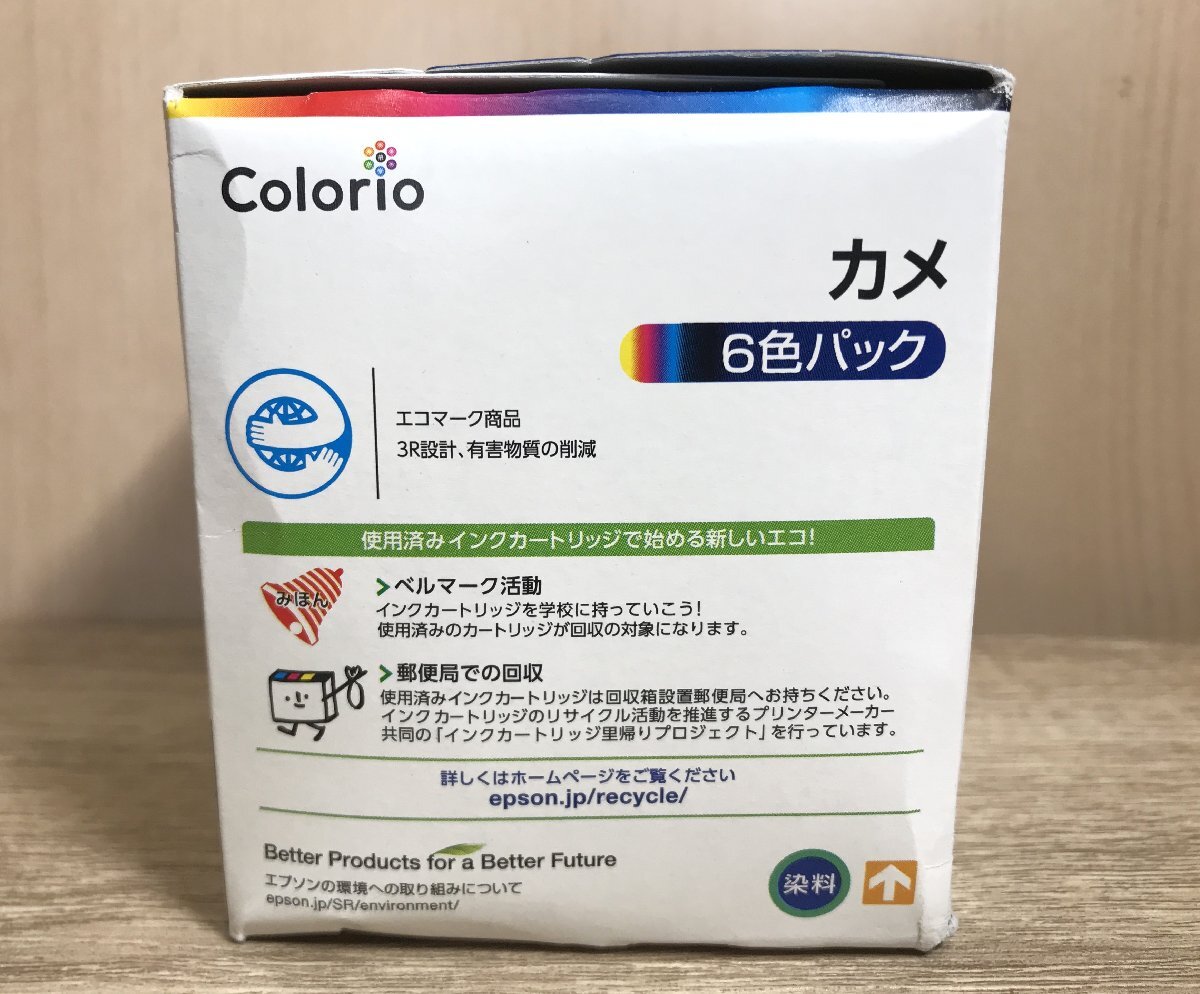 Colorio
カメ
6色パック
エコマーク商品
3R設計、有害物質の削減
使用済みインクカートリッジで始める新しいエコ!
みほん
ベルマーク活動
インクカートリッジを学校に持っていこう!
使用済みのカートリッジが回収の対象になります。
郵便局での回収
使用済みインクカートリッジは回収箱設置郵便局へお持ちください。
インクカートリッジのリサイクル活動を推進するプリンターメーカー
共同の「インクカートリッジ里帰りプロジェクト」を行っています。
詳しくはホームページをご覧ください
epson.jp/recycle/
Better Products for a Better Future
エプソンの環境への取り組みについて
epson.jp/SR/environment/
染料